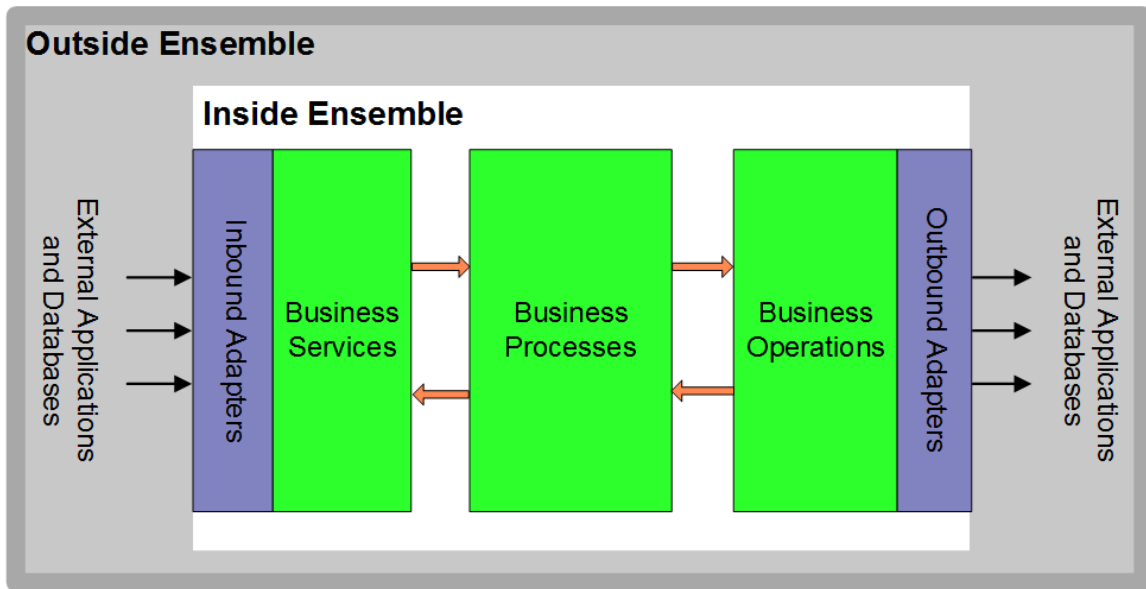 Outside Ensemble
Inside Ensemble
External Applications
and Databases
Inbound Adapters
Business
Services
Business
Processes
Business
Operations
Outbound Adapters
External Applications
and Databases